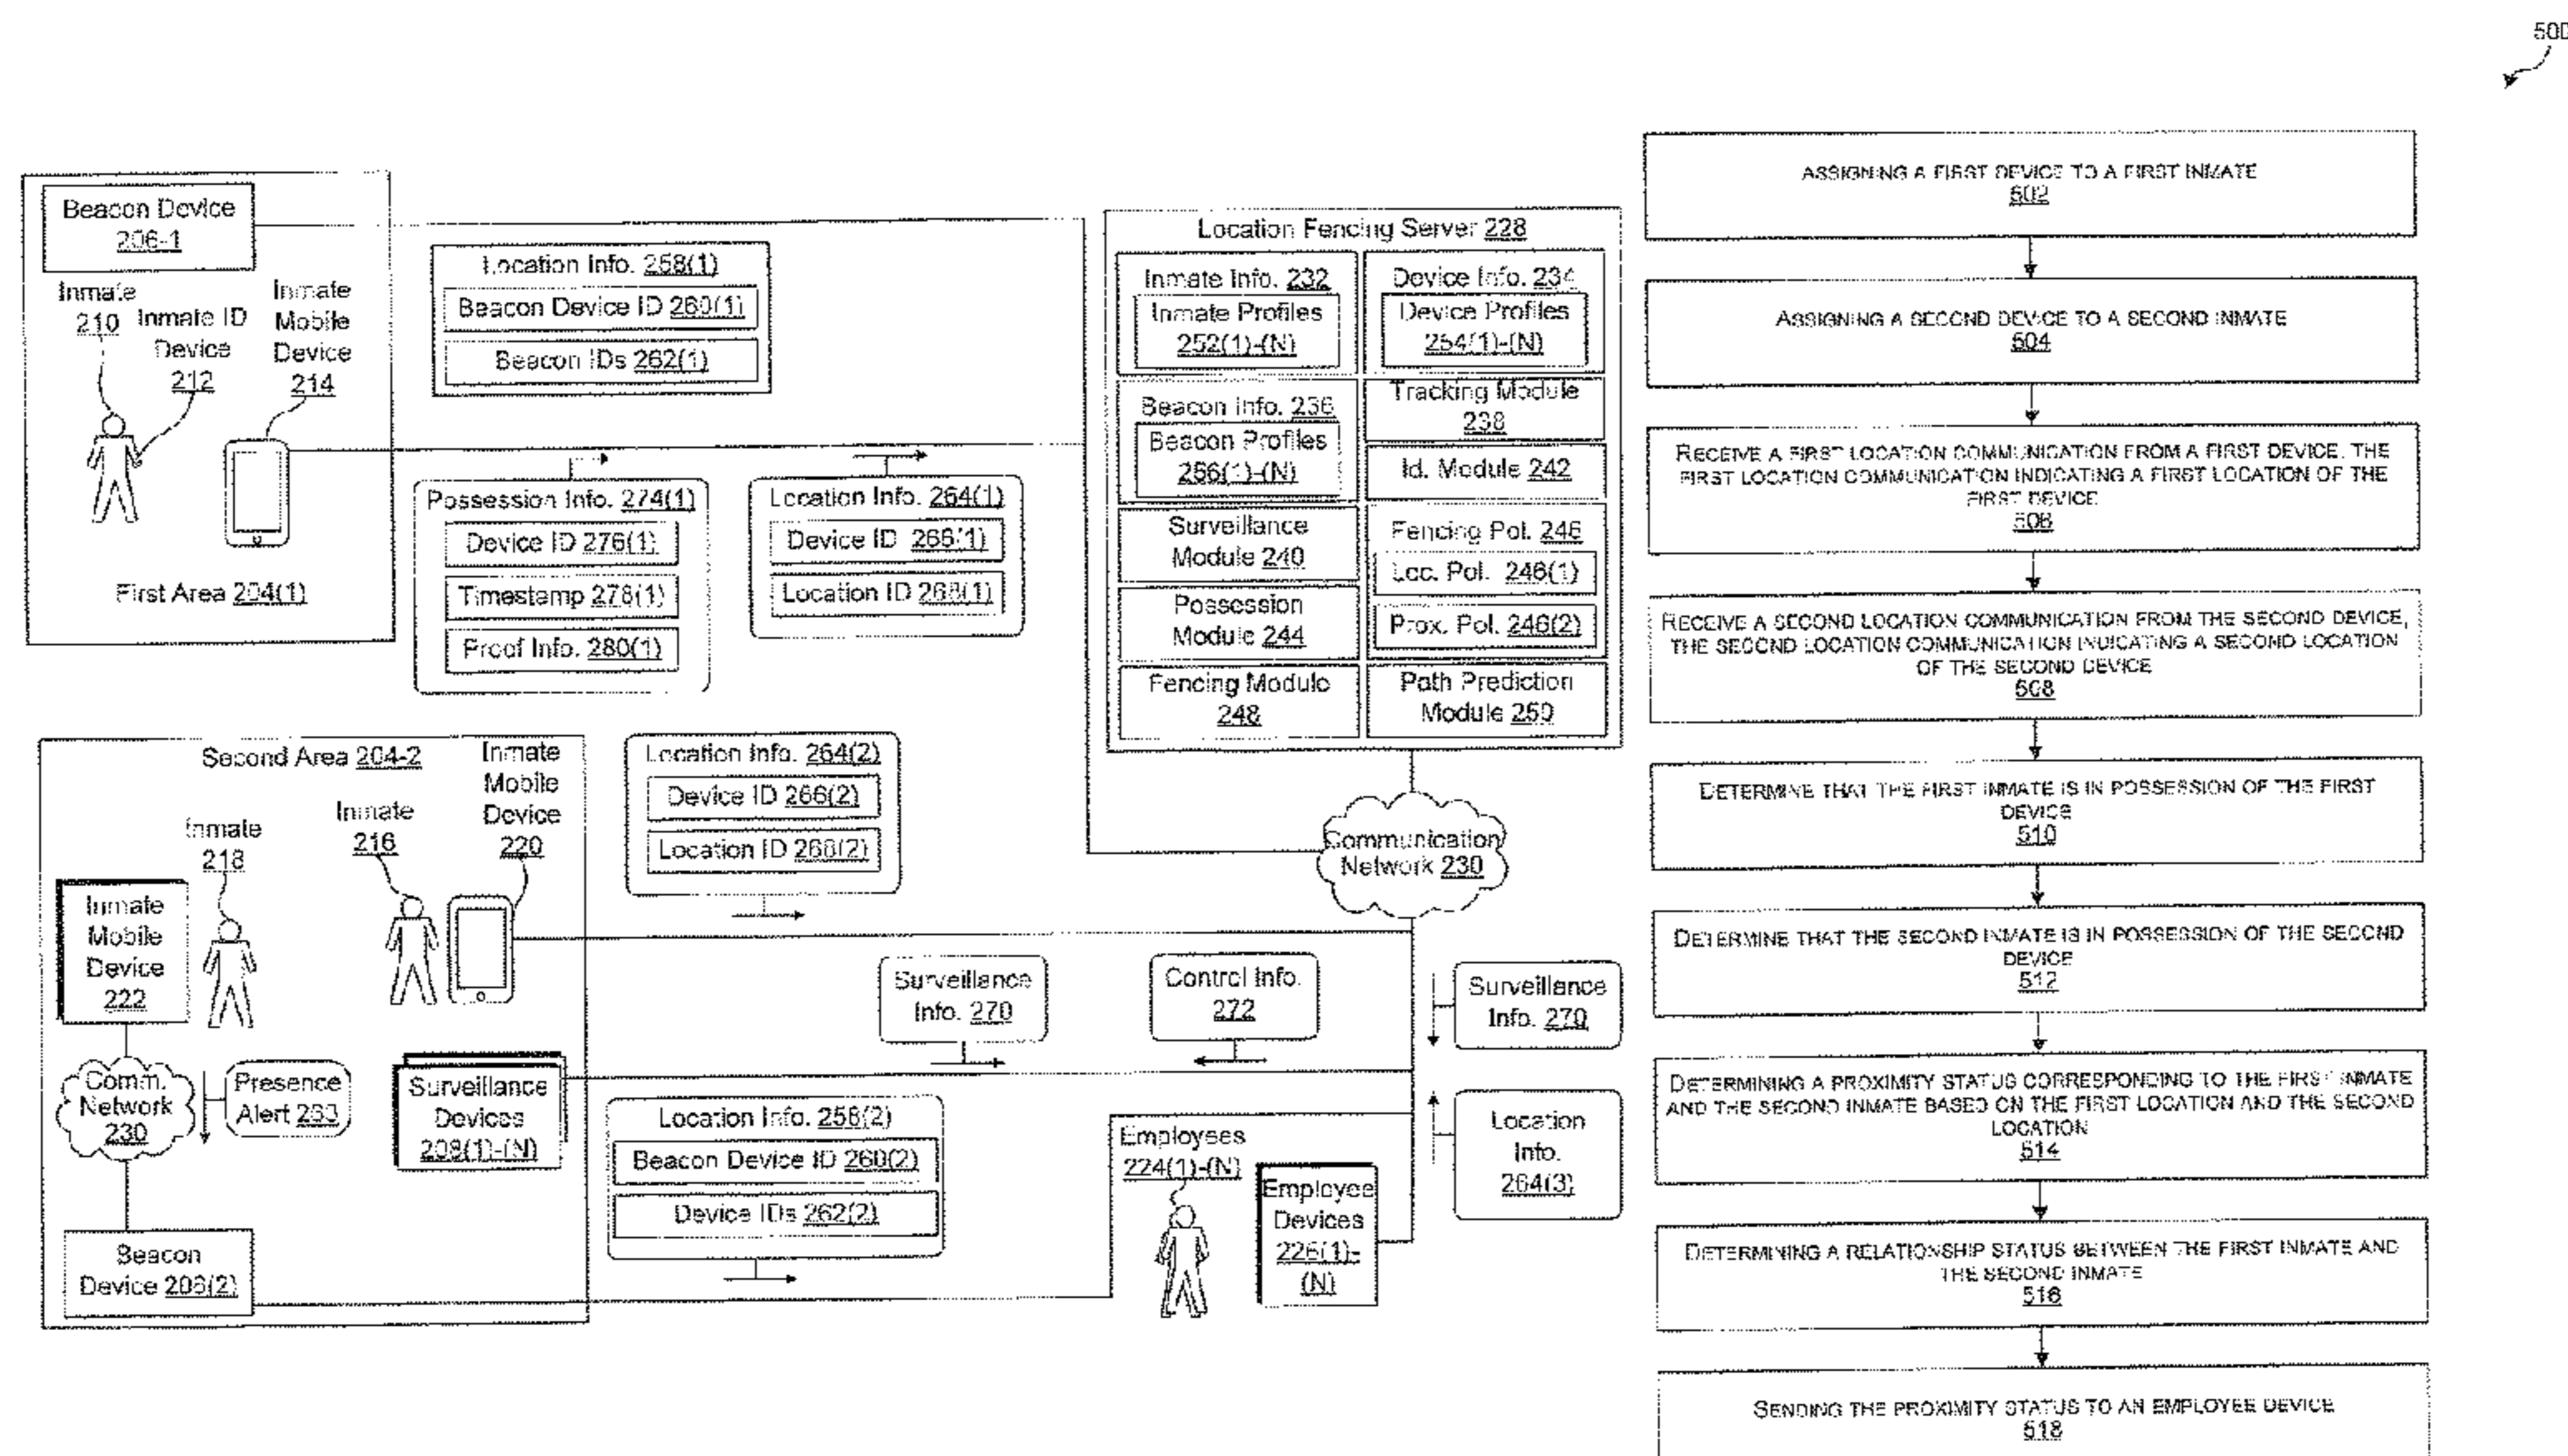 500
Beacon Device
206-1
Inmate
210
Inmate ID
Device
212
Inmate
Mobile
Device
214
First Area 204(1)
Location Info. 258(1)
Beacon Device ID 260(1)
Beacon IDs 262(1)
Possession Info. 274(1)
Device ID 276(1)
Timestamp 278(1)
Proof Info. 280(1)
Location Info. 264(1)
Device ID 266(1)
Location ID 268(1)
Location Fencing Server 228
Inmate Info. 232
Inmate Profiles
252(1)-(N)
Device Info. 234
Device Profiles
254(1)-(N)
Beacon Info. 236
Beacon Profiles
256(1)-(N)
Tracking Module
238
Id. Module 242
Surveillance
Module 240
Fencing Pol. 246
Loc. Pol. 246(1)
Prox. Pol. 246(2)
Possession
Module 244
Fencing Module
248
Path Prediction
Module 250
Communication
Network 230
Second Area 204-2
Inmate
Mobile
Device
220
Inmate
216
Inmate
218
Inmate
Mobile
Device
222
Comm.
Network
230
Presence
Alert 283
Surveillance
Devices
208(1)-(N)
Beacon
Device 206(2)
Location Info. 264(2)
Device ID 266(2)
Location ID 268(2)
Surveillance
Info. 270
Control Info.
272
Surveillance
Info. 270
Location Info. 258(2)
Beacon Device ID 260(2)
Device IDs 262(2)
Employees
224(1)-(N)
Employee
Devices
226(1)-
(N)
Location
Info.
264(3)
ASSIGNING A FIRST DEVICE TO A FIRST INMATE
502
ASSIGNING A SECOND DEVICE TO A SECOND INMATE
504
RECEIVE A FIRST LOCATION COMMUNICATION FROM A FIRST DEVICE, THE
FIRST LOCATION COMMUNICATION INDICATING A FIRST LOCATION OF THE
FIRST DEVICE
506
RECEIVE A SECOND LOCATION COMMUNICATION FROM THE SECOND DEVICE,
THE SECOND LOCATION COMMUNICATION INDICATING A SECOND LOCATION
OF THE SECOND DEVICE
508
DETERMINE THAT THE FIRST INMATE IS IN POSSESSION OF THE FIRST
DEVICE
510
DETERMINE THAT THE SECOND INMATE IS IN POSSESSION OF THE SECOND
DEVICE
512
DETERMINING A PROXIMITY STATUS CORRESPONDING TO THE FIRST INMATE
AND THE SECOND INMATE BASED ON THE FIRST LOCATION AND THE SECOND
LOCATION
514
DETERMINING A RELATIONSHIP STATUS BETWEEN THE FIRST INMATE AND
THE SECOND INMATE
516
SENDING THE PROXIMITY STATUS TO AN EMPLOYEE DEVICE
518